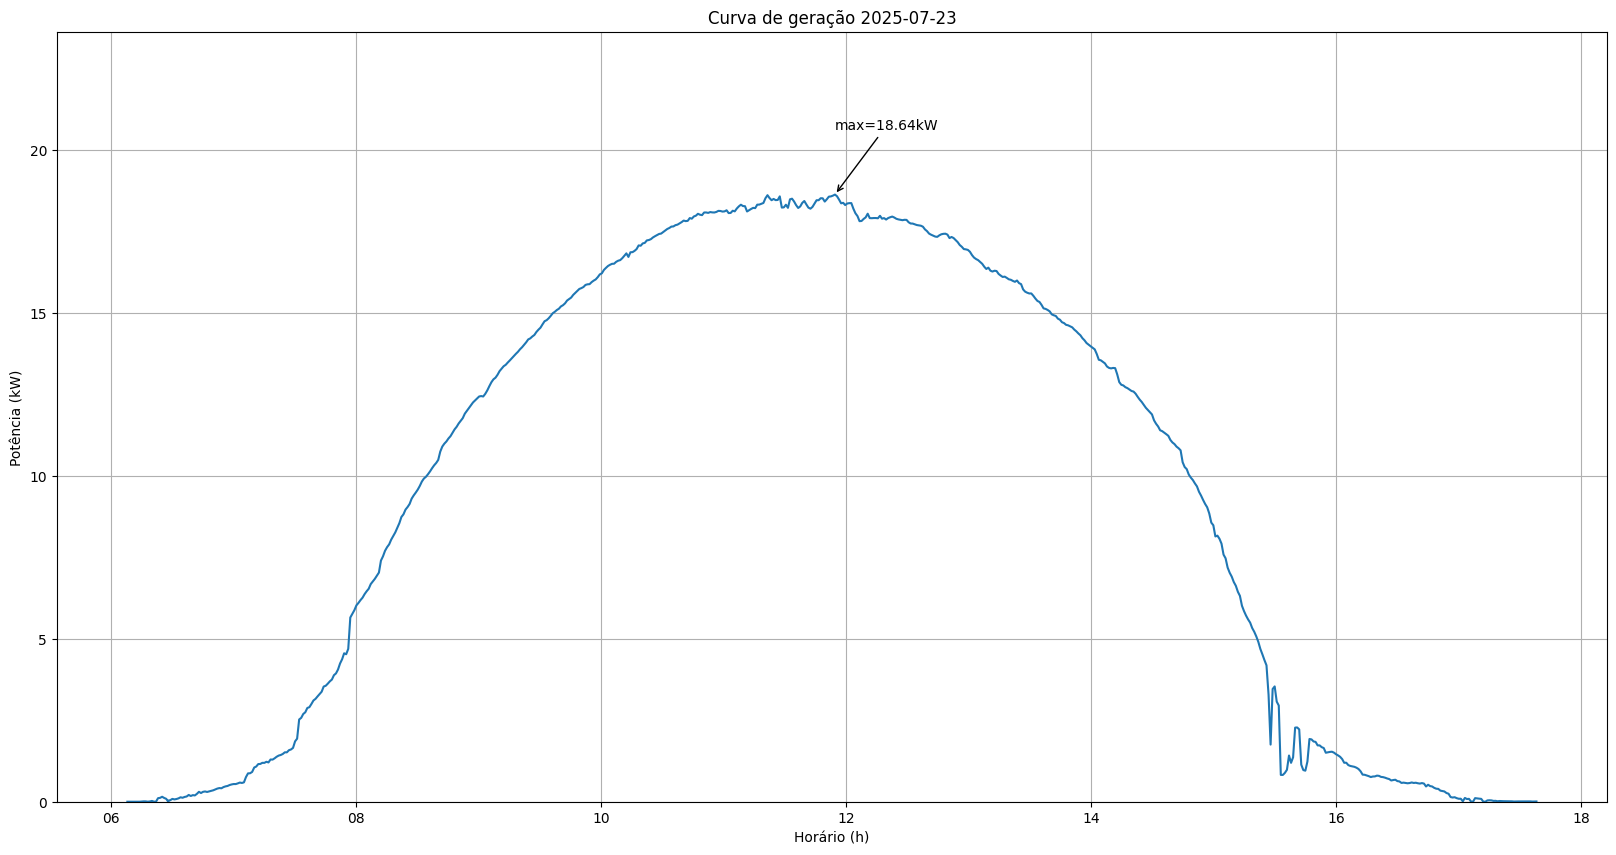 Curva de geração 2025-07-23
max=18.64kW
20
15
10
5
0
Potência (kW)
06 08 10 12 14 16 18
Horário (h)